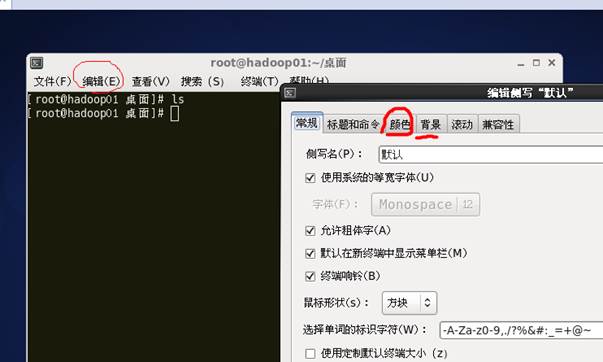 root@hadoop01:~/桌面
文件(F) 编辑(E) 查看(V) 搜索 (S) 终端(T) 帮助(H)
[root@hadoop01 桌面]# ls
[root@hadoop01 桌面]#
编辑侧写“默认”
常规 标题和命令 颜色 背景 滚动 兼容性
侧写名(P): 默认
使用系统的等宽字体(U)
字体(F): Monospace 12
允许粗体字(A)
默认在新终端中显示菜单栏(M)
终端响铃(B)
鼠标形状(s): 方块
选择单词的标识字符(W): -A-Za-z0-9,./?%&#:_=+@~
使用定制默认终端大小 (z)